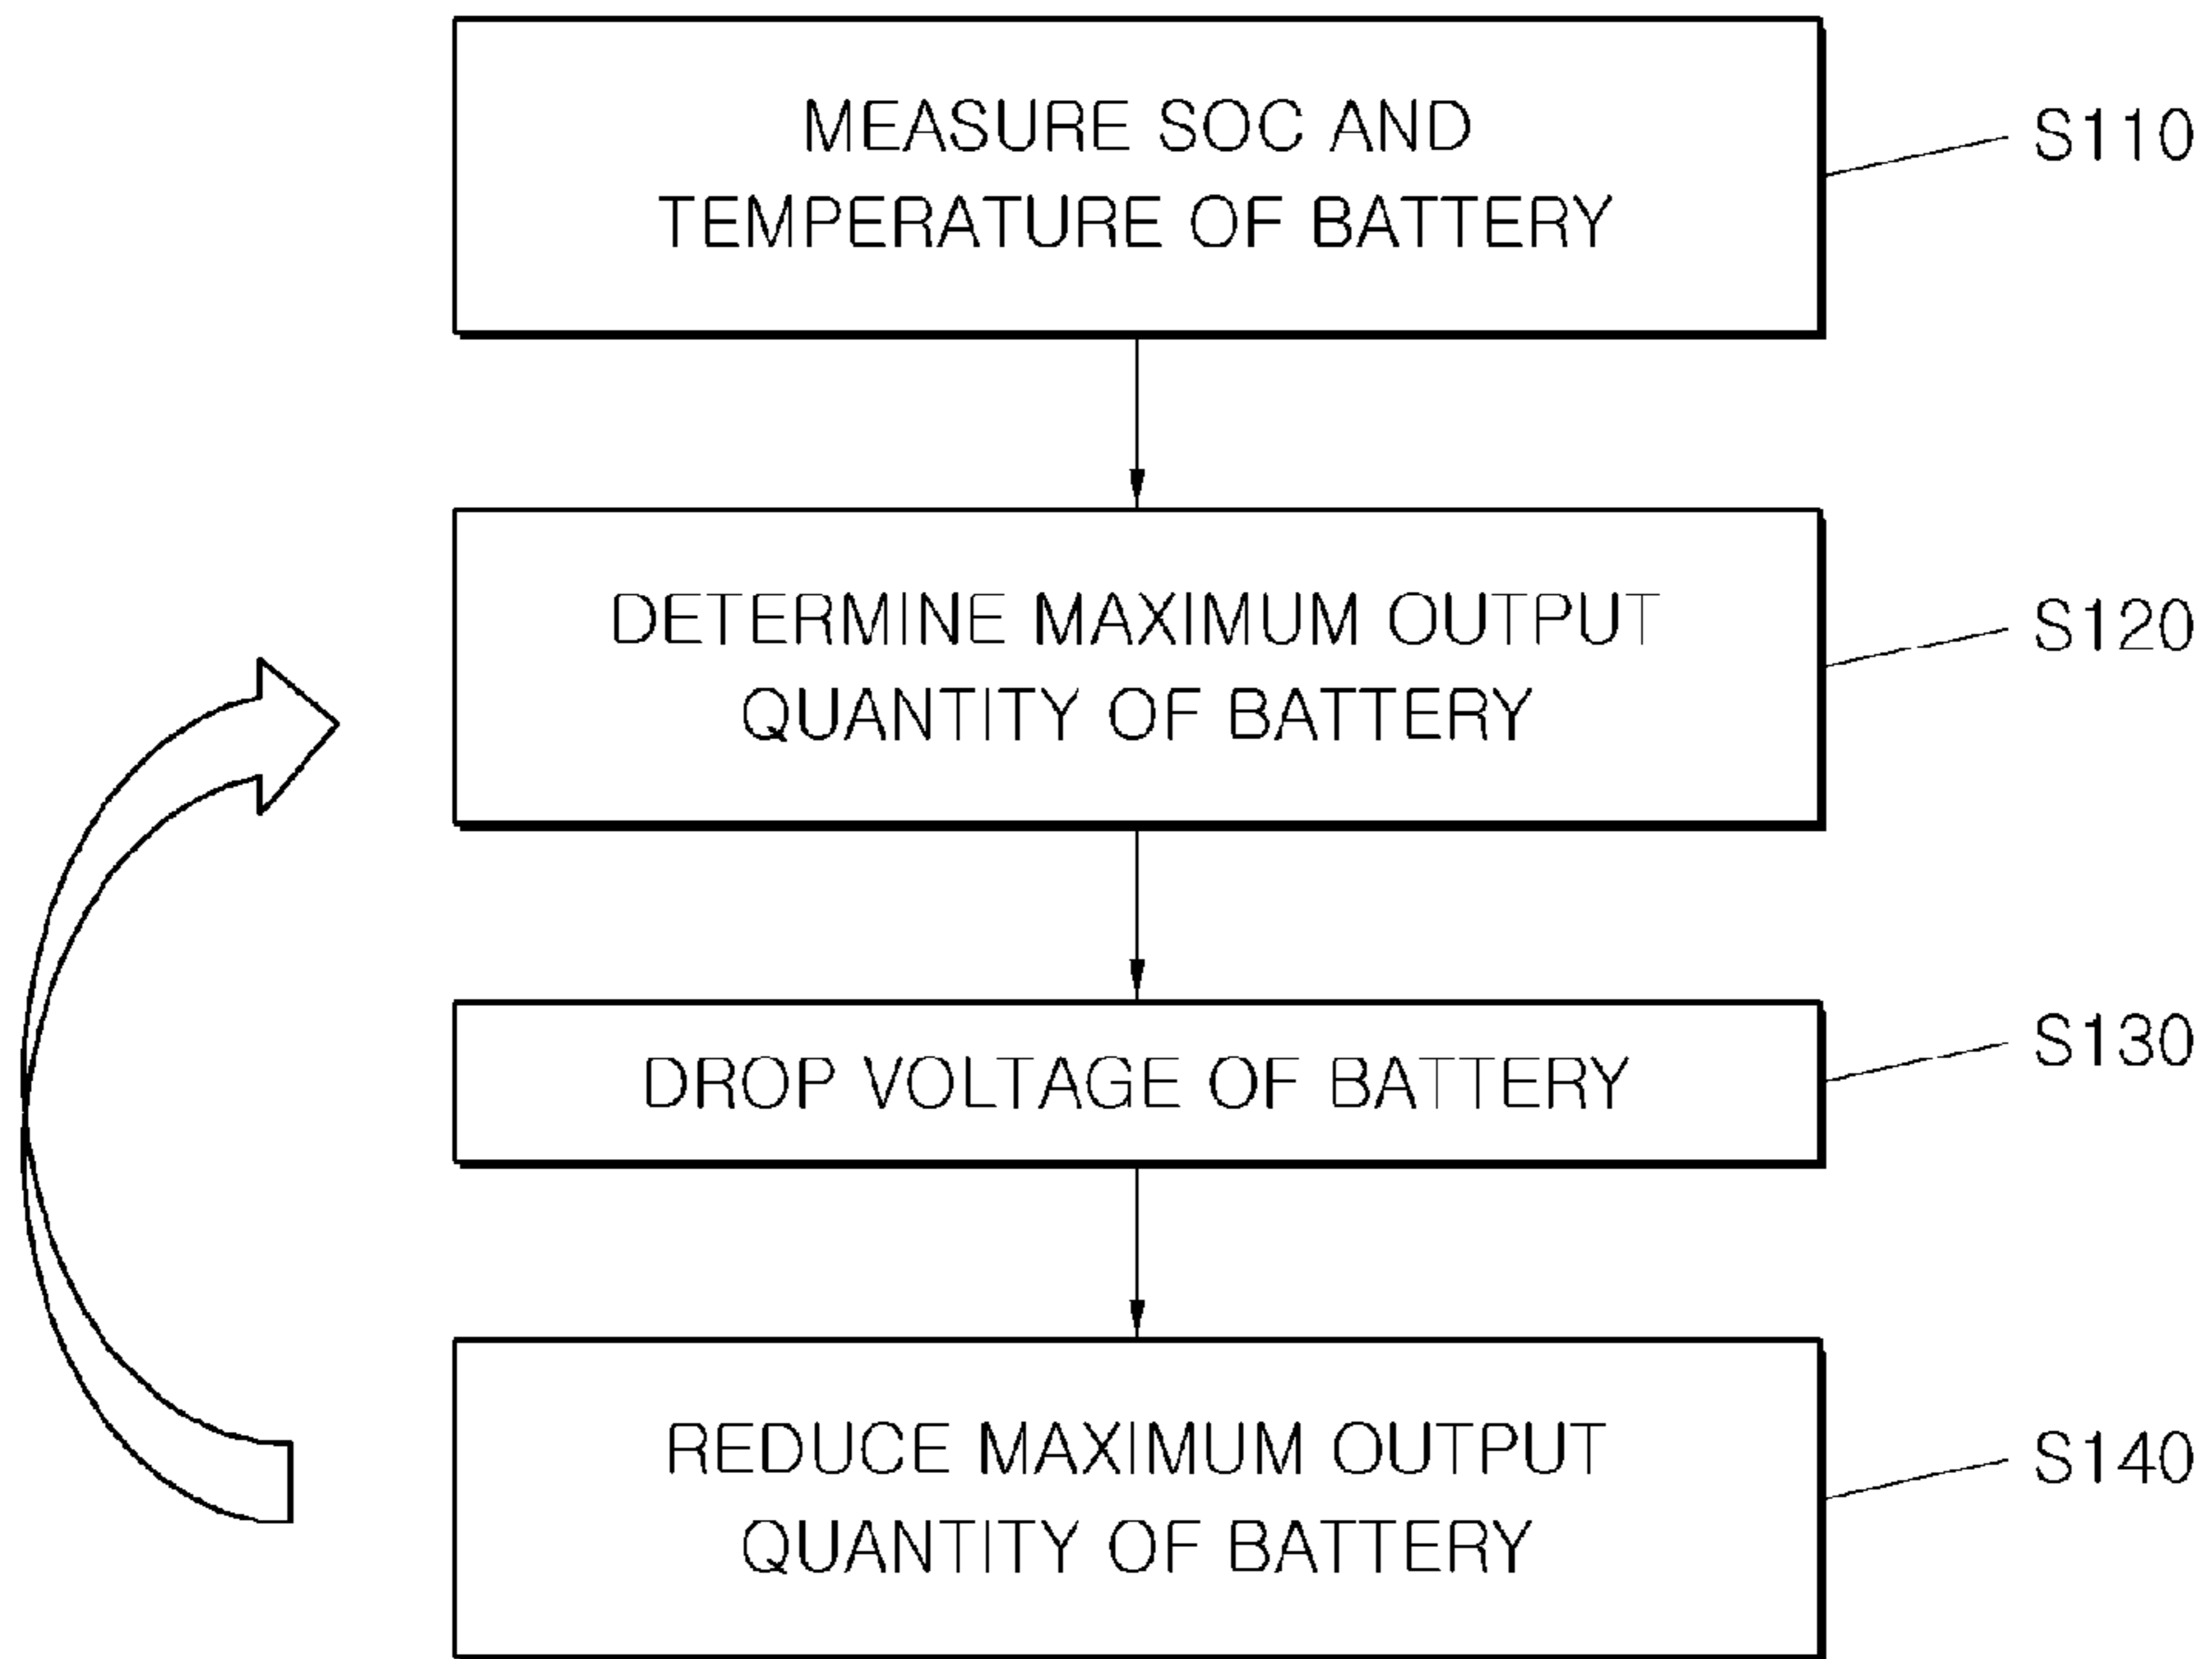 MEASURE SOC AND
TEMPERATURE OF BATTERY
S110
DETERMINE MAXIMUM OUTPUT
QUANTITY OF BATTERY
S120
DROP VOLTAGE OF BATTERY
S130
REDUCE MAXIMUM OUTPUT
QUANTITY OF BATTERY
S140